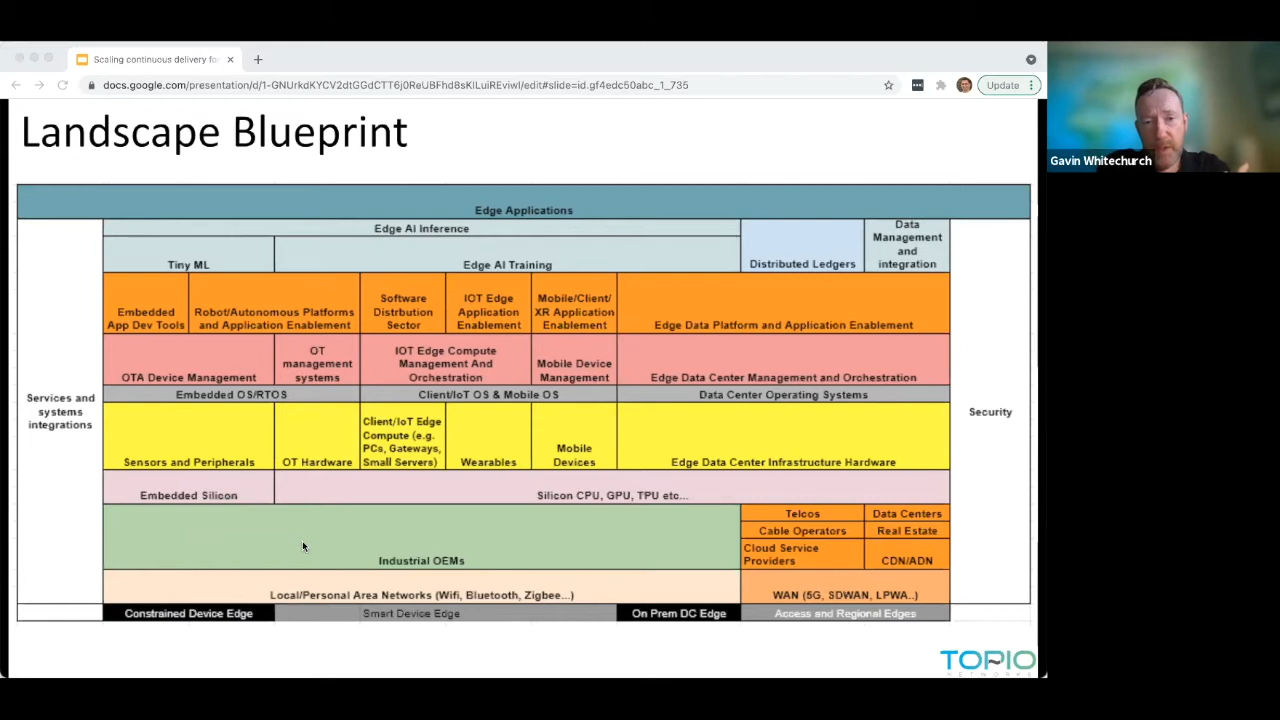 Scaling continuous delivery for
docs.google.com/presentation/d/1-GNUrkdKYCV2dtGGdCTT6j0ReUBFhd8sKlLuiREviwI/edit#slide=id.gf4edc50abc_1_735
Update
Landscape Blueprint
Gavin Whitechurch
Edge Applications
Edge AI Inference
Tiny ML
Edge AI Training
Distributed Ledgers
Data
Management
and
integration
Embedded
App Dev Tools
Robot/Autonomous Platforms
and Application Enablement
Software
Distrbution
Sector
IOT Edge
Application
Enablement
Mobile/Client/
XR Application
Enablement
Edge Data Platform and Application Enablement
OTA Device Management
OT
management
systems
IOT Edge Compute
Management And
Orchestration
Mobile Device
Management
Edge Data Center Management and Orchestration
Embedded OS/RTOS
Client/IoT OS & Mobile OS
Data Center Operating Systems
Services and
systems
integrations
Security
Sensors and Peripherals
OT Hardware
Client/IoT Edge
Compute (e.g.
PCs, Gateways,
Small Servers)
Wearables
Mobile
Devices
Edge Data Center Infrastructure Hardware
Embedded Silicon
Silicon CPU, GPU, TPU etc...
Industrial OEMs
Telcos
Data Centers
Cable Operators
Real Estate
Cloud Service
Providers
CDN/ADN
Local/Personal Area Networks (Wifi, Bluetooth, Zigbee...)
WAN (5G, SDWAN, LPWA..)
Constrained Device Edge
Smart Device Edge
On Prem DC Edge
Access and Regional Edges
TOPIO
NETWORKS